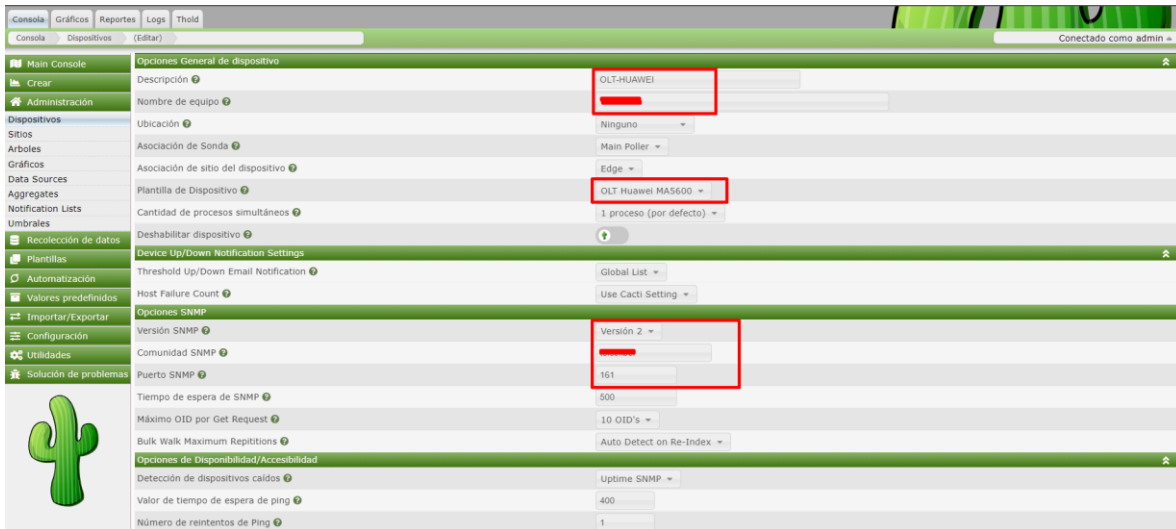 Consola Gráficos Reportes Logs Thold
Consola Dispositivos (Editar) Conectado como admin
Main Console
Crear
Administración
Dispositivos
Sitios
Arboles
Gráficos
Data Sources
Aggregates
Notification Lists
Umbrales
Recolección de datos
Plantillas
Automatización
Valores predefinidos
Importar/Exportar
Configuración
Utilidades
Solución de problemas
Opciones General de dispositivo
Descripción OLT-HUAWEI
Nombre de equipo
Ubicación Ninguno
Asociación de Sonda Main Poller
Asociación de sitio del dispositivo Edge
Plantilla de Dispositivo OLT Huawei MA5600
Cantidad de procesos simultáneos 1 proceso (por defecto)
Deshabilitar dispositivo
Device Up/Down Notification Settings
Threshold Up/Down Email Notification Global List
Host Failure Count Use Cacti Setting
Opciones SNMP
Versión SNMP Versión 2
Comunidad SNMP
Puerto SNMP 161
Tiempo de espera de SNMP 500
Máximo OID por Get Request 10 OID's
Bulk Walk Maximum Repititions Auto Detect on Re-Index
Opciones de Disponibilidad/Accesibilidad
Detección de dispositivos caídos Uptime SNMP
Valor de tiempo de espera de ping 400
Número de reintentos de Ping 1